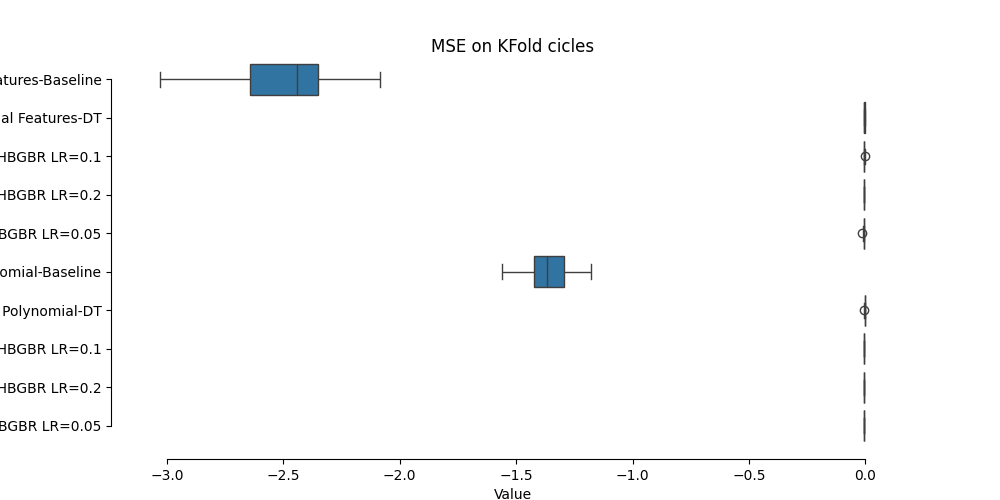 MSE on KFold cicles
atures-Baseline
al Features-DT
HBGBR LR=0.1
HBGBR LR=0.2
BGBR LR=0.05
omial-Baseline
Polynomial-DT
HBGBR LR=0.1
HBGBR LR=0.2
BGBR LR=0.05
−3.0 −2.5 −2.0 −1.5 −1.0 −0.5 0.0
Value